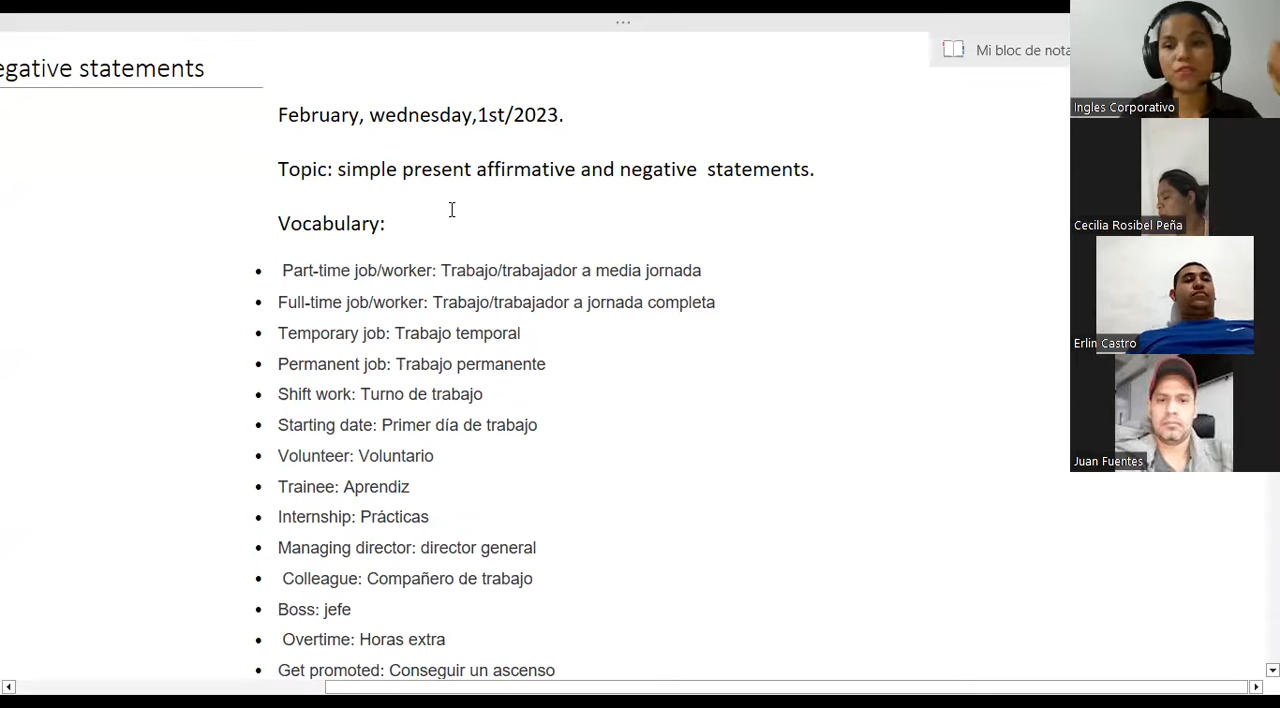 egative statements
Mi bloc de nota
February, wednesday,1st/2023.
Topic: simple present affirmative and negative  statements.
Vocabulary:
Part-time job/worker: Trabajo/trabajador a media jornada
Full-time job/worker: Trabajo/trabajador a jornada completa
Temporary job: Trabajo temporal
Permanent job: Trabajo permanente
Shift work: Turno de trabajo
Starting date: Primer día de trabajo
Volunteer: Voluntario
Trainee: Aprendiz
Internship: Prácticas
Managing director: director general
Colleague: Compañero de trabajo
Boss: jefe
Overtime: Horas extra
Get promoted: Conseguir un ascenso
Ingles Corporativo
Cecilia Rosibel Peña
Erlin Castro
Juan Fuentes